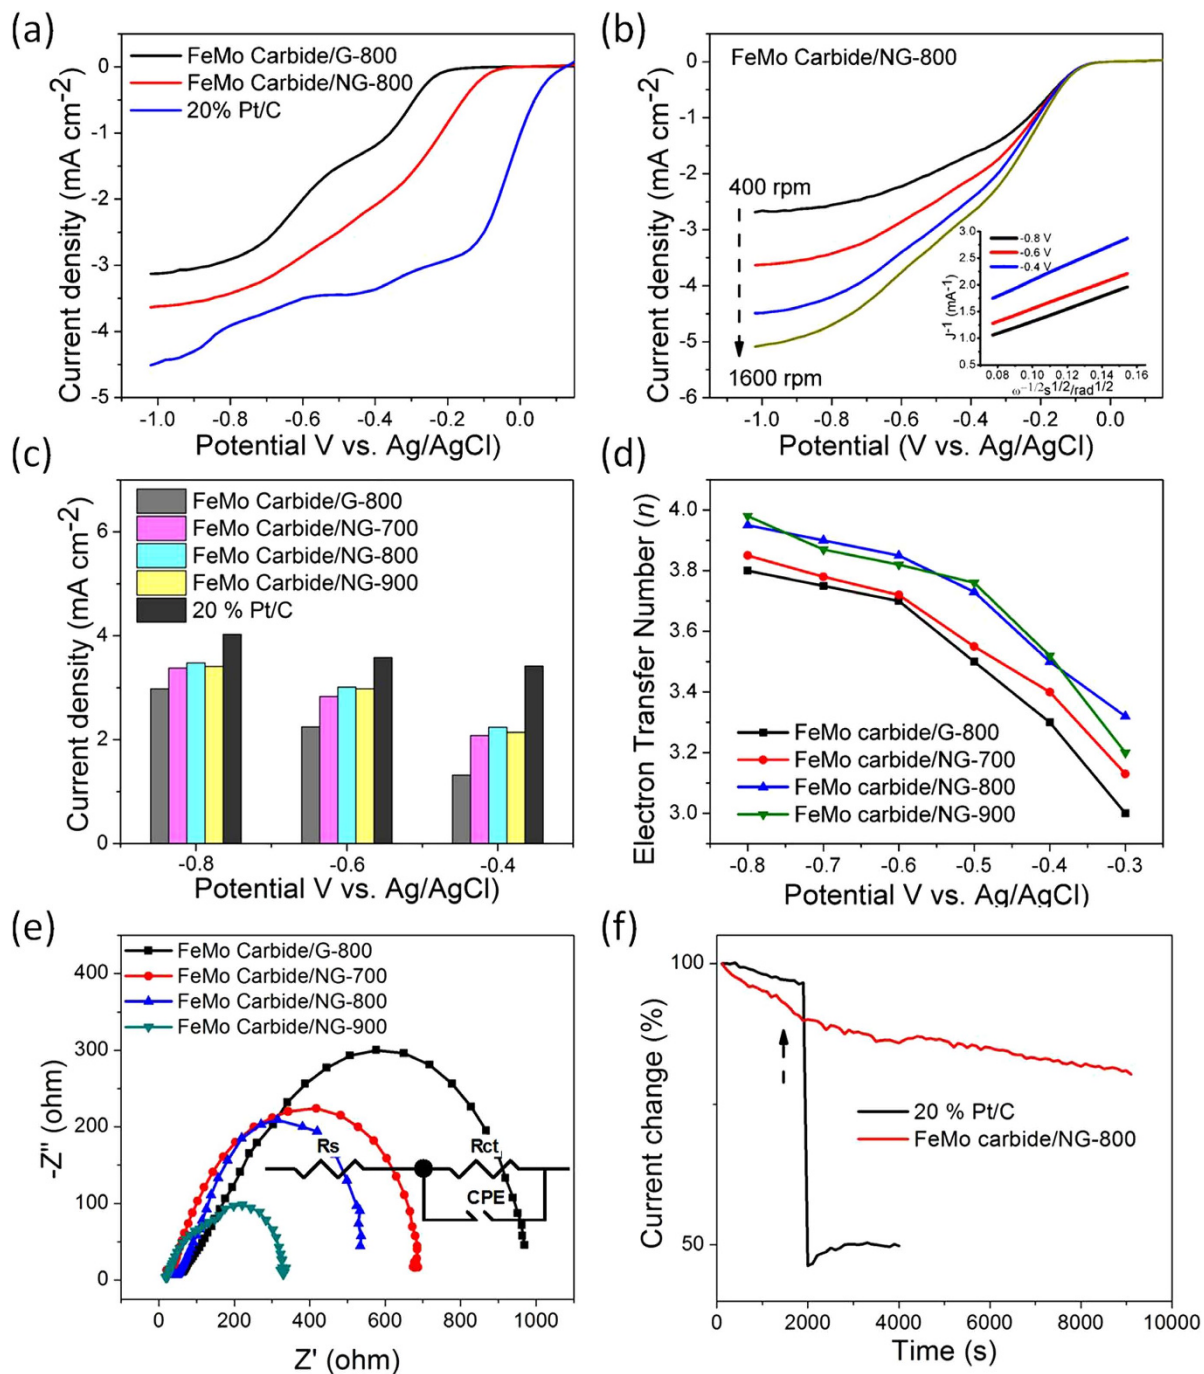 (a)
FeMo Carbide/G-800
FeMo Carbide/NG-800
20% Pt/C
0
-1
-2
-3
-4
-5
Current density (mA cm-2)
-1.0
-0.8
-0.6
-0.4
-0.2
0.0
Potential V vs. Ag/AgCl)
(b)
FeMo Carbide/NG-800
0
-1
-2
-3
-4
-5
-6
Current density (mA cm-2)
400 rpm
1600 rpm
-0.8 V
-0.6 V
-0.4 V
3.0
2.5
2.0
1.5
1.0
0.5
J-1 (mA-1)
0.08
0.10
0.12
0.14
0.16
ω-1/2s1/2/rad1/2
-1.0
-0.8
-0.6
-0.4
-0.2
0.0
Potential (V vs. Ag/AgCl)
(c)
FeMo Carbide/G-800
FeMo Carbide/NG-700
FeMo Carbide/NG-800
FeMo Carbide/NG-900
20 % Pt/C
6
4
2
0
Current density (mA cm-2)
-0.8
-0.6
-0.4
Potential V vs. Ag/AgCl)
(d)
4.0
3.8
3.6
3.4
3.2
3.0
Electron Transfer Number (n)
FeMo carbide/G-800
FeMo carbide/NG-700
FeMo carbide/NG-800
FeMo carbide/NG-900
-0.8
-0.7
-0.6
-0.5
-0.4
-0.3
Potential V vs. Ag/AgCl)
(e)
FeMo Carbide/G-800
FeMo Carbide/NG-700
FeMo Carbide/NG-800
FeMo Carbide/NG-900
400
300
200
100
0
-Z" (ohm)
Rs
Rct
CPE
0
200
400
600
800
1000
Z' (ohm)
(f)
100
50
Current change (%)
20 % Pt/C
FeMo carbide/NG-800
0
2000
4000
6000
8000
10000
Time (s)